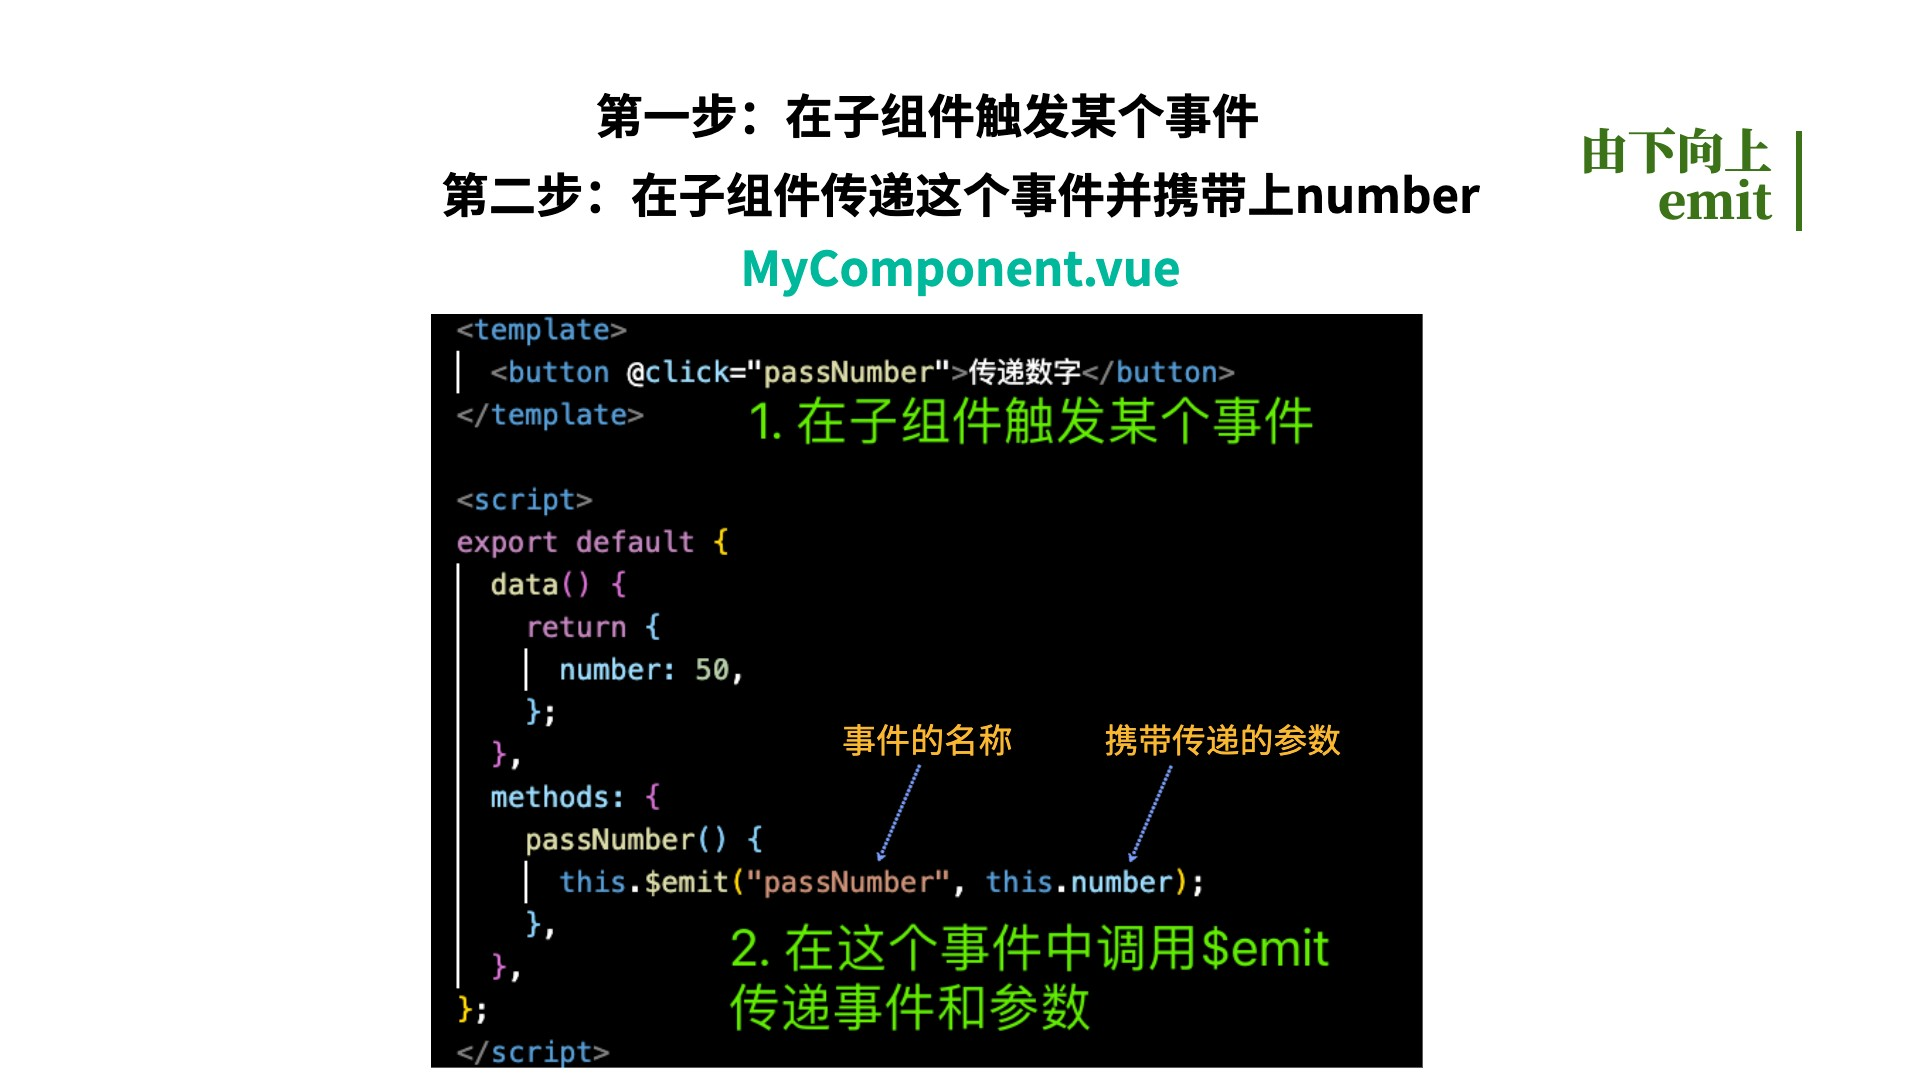 第一步：在子组件触发某个事件
第二步：在子组件传递这个事件并携带上number
由下向上
emit
MyComponent.vue
<template>
<button @click="passNumber">传递数字</button>
</template>
1. 在子组件触发某个事件
<script>
export default {
data() {
return {
number: 50,
};
},
事件的名称 携带传递的参数
methods: {
passNumber() {
this.$emit("passNumber", this.number);
},
},
2. 在这个事件中调用$emit
传递事件和参数
};
</script>